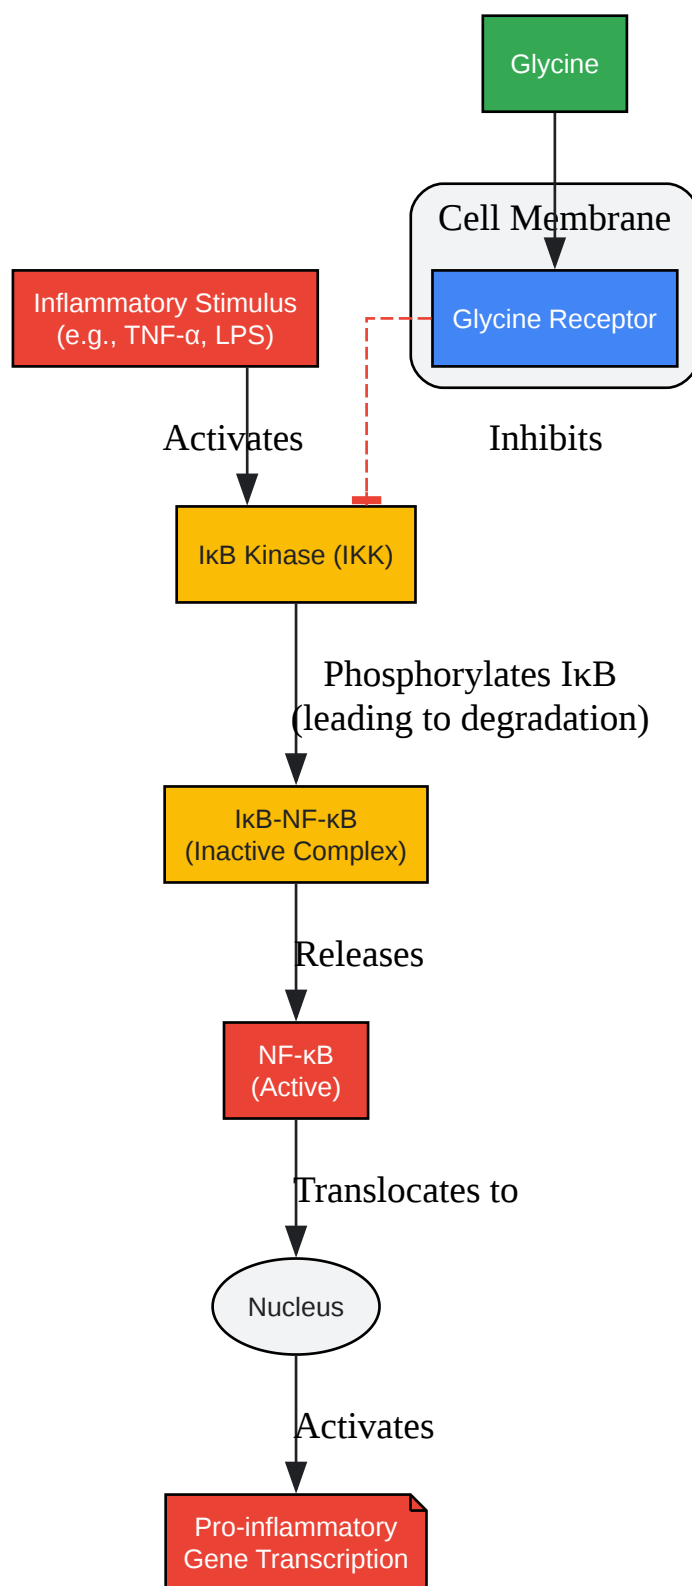 Glycine
Cell Membrane
Inflammatory Stimulus
(e.g., TNF-α, LPS)
Glycine Receptor
Activates
Inhibits
IκB Kinase (IKK)
Phosphorylates IκB
(leading to degradation)
IκB-NF-κB
(Inactive Complex)
Releases
NF-κB
(Active)
Translocates to
Nucleus
Activates
Pro-inflammatory
Gene Transcription